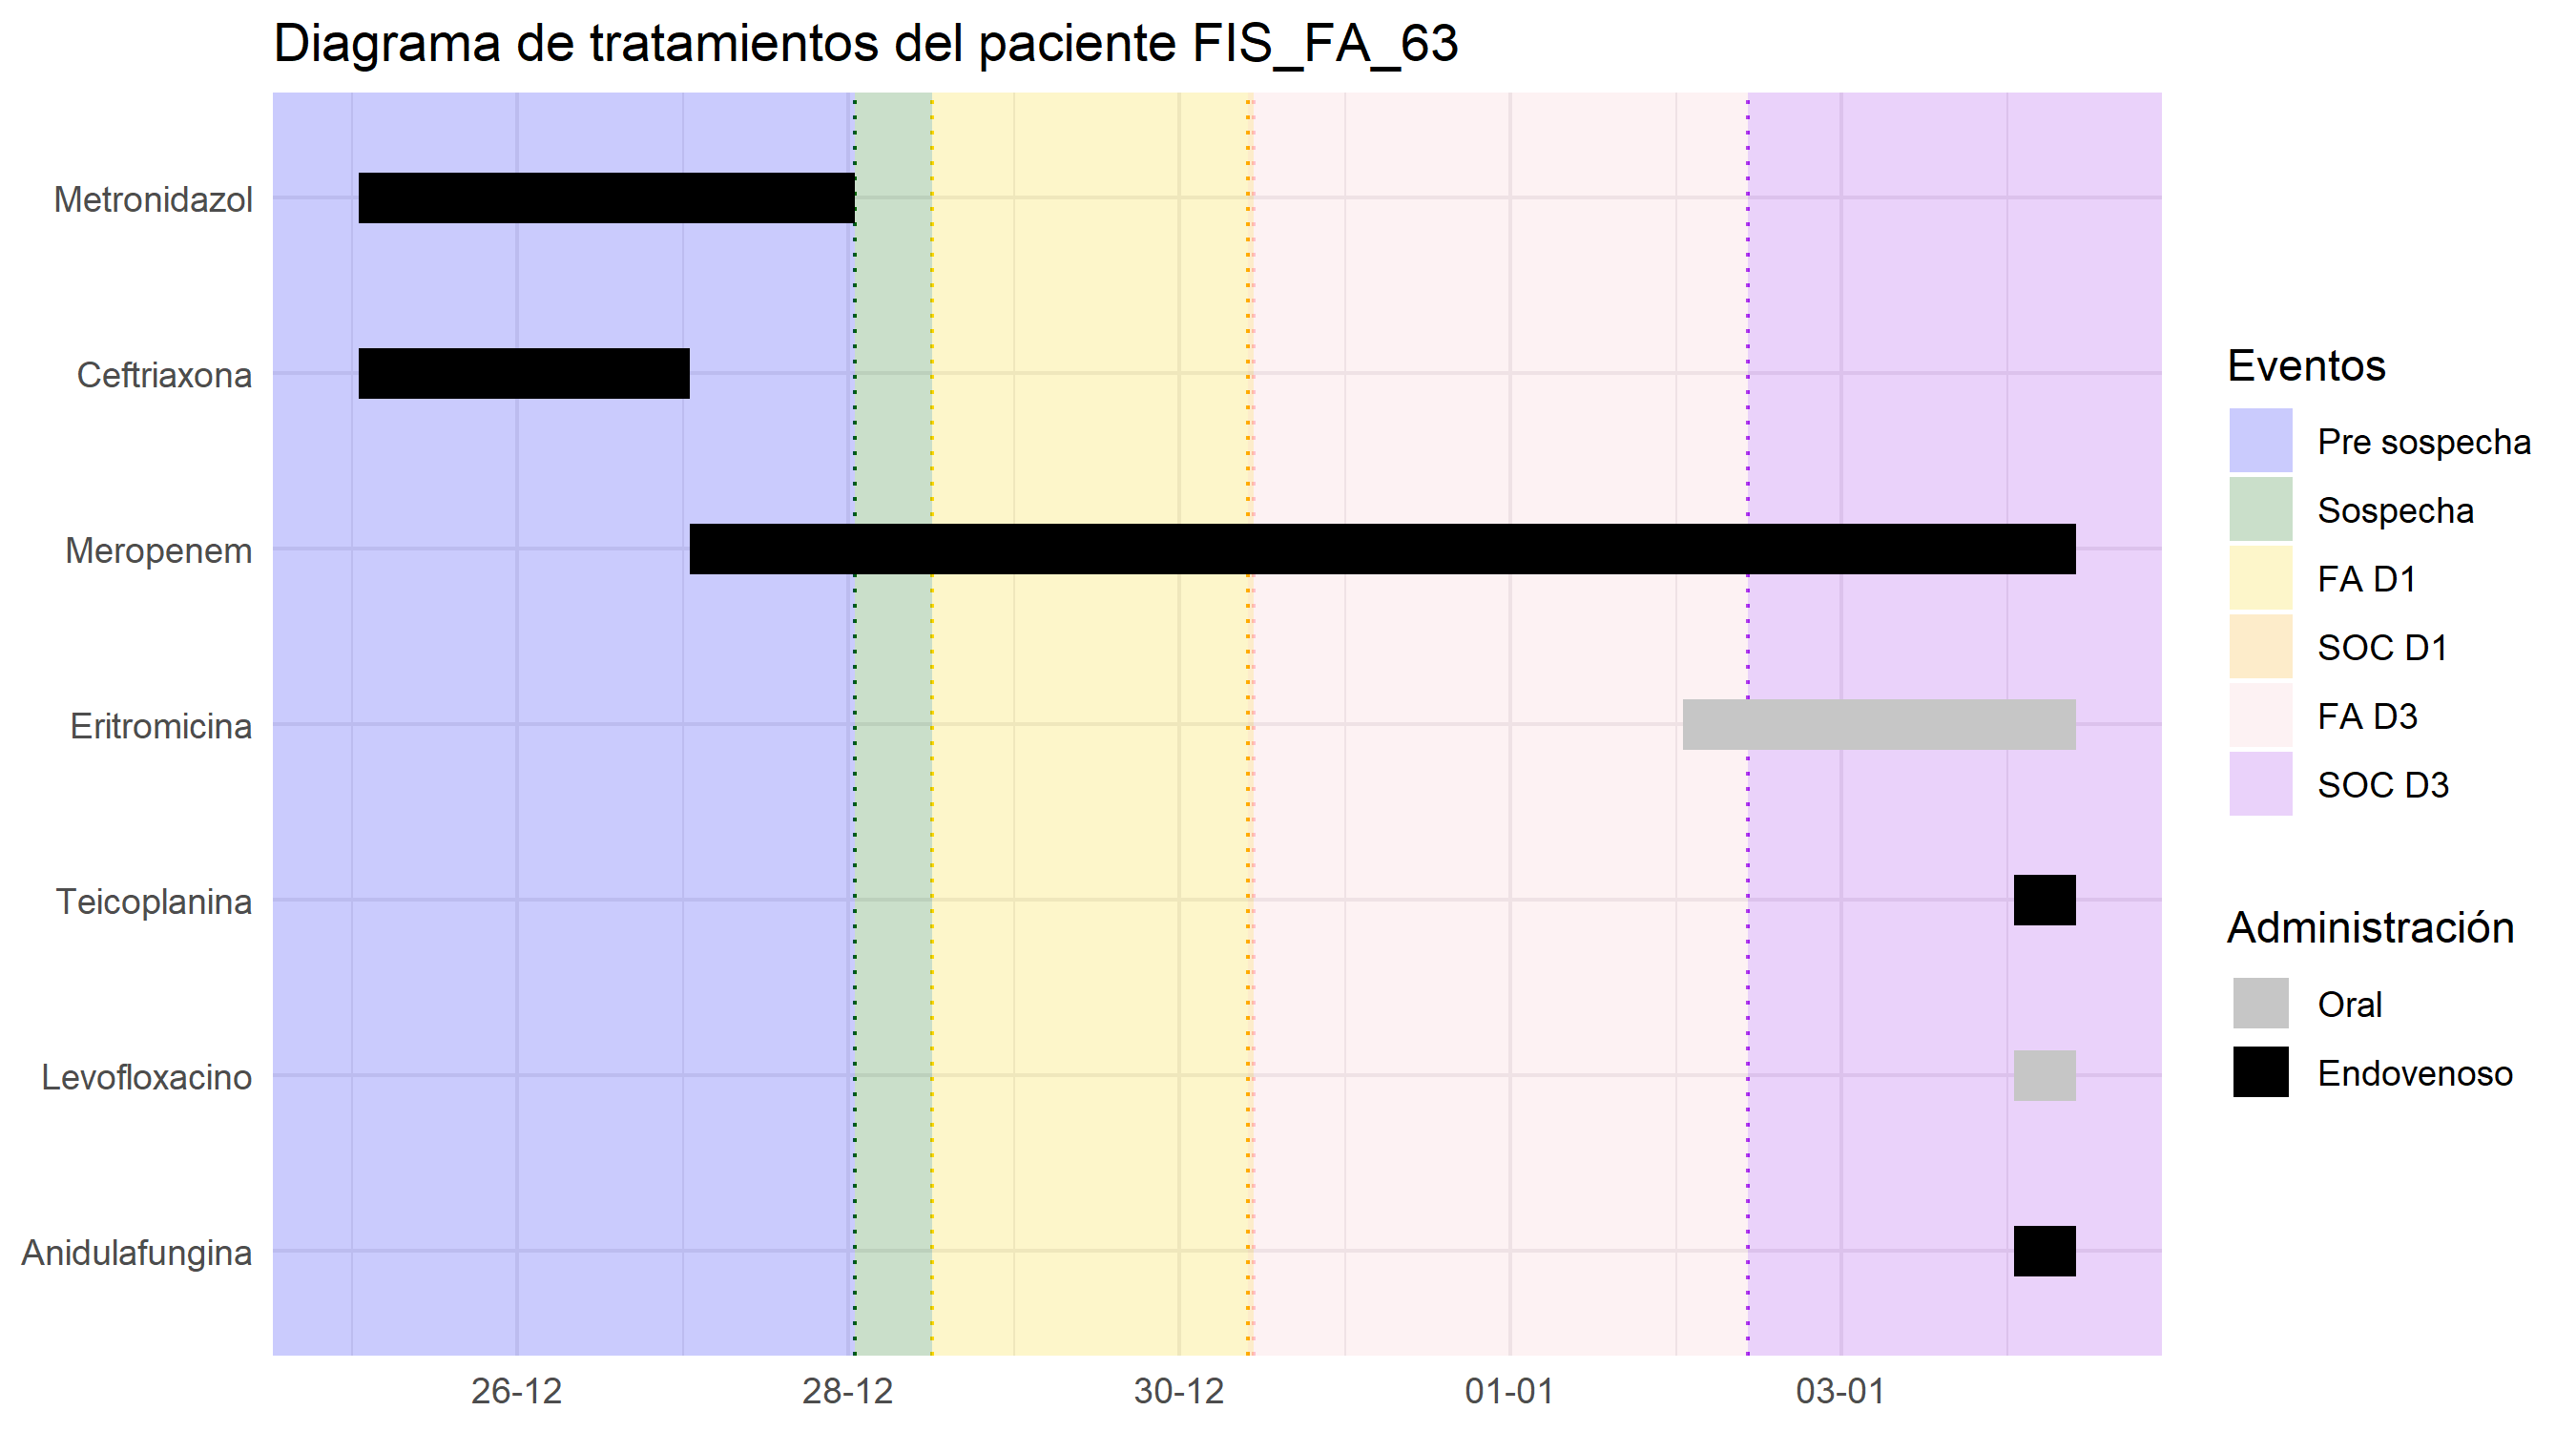 Diagrama de tratamientos del paciente FIS_FA_63
Metronidazol
Ceftriaxona
Meropenem
Eritromicina
Teicoplanina
Levofloxacino
Anidulafungina
26-12
28-12
30-12
01-01
03-01
Eventos
Pre sospecha
Sospecha
FA D1
SOC D1
FA D3
SOC D3
Administración
Oral
Endovenoso